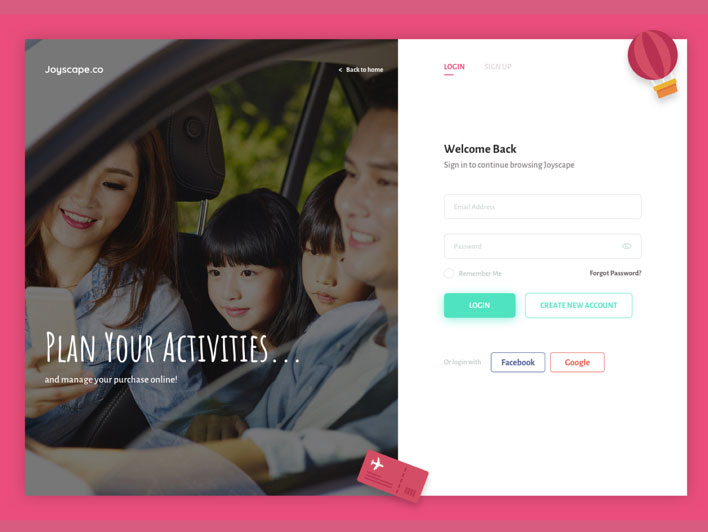 Joyscape.co
< Back to home
Plan Your Activities...
and manage your purchase online!
LOGIN SIGN UP
Welcome Back
Sign in to continue browsing Joyscape
Email Address
Password
Remember Me Forgot Password?
LOGIN CREATE NEW ACCOUNT
Or login with Facebook Google